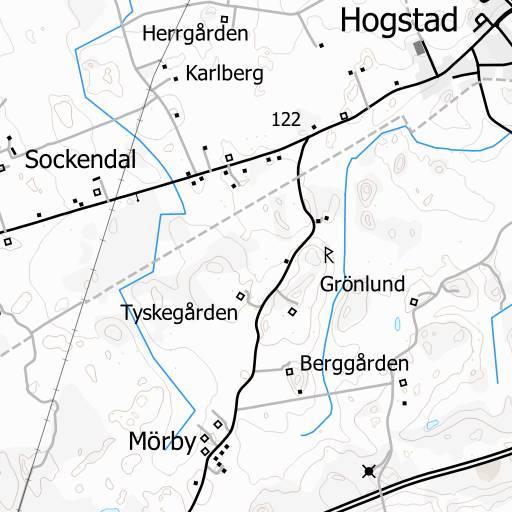 Hogstad
Herrgården
Karlberg
122
Sockendal
Grönlund
Tyskegården
Berggården
Mörby